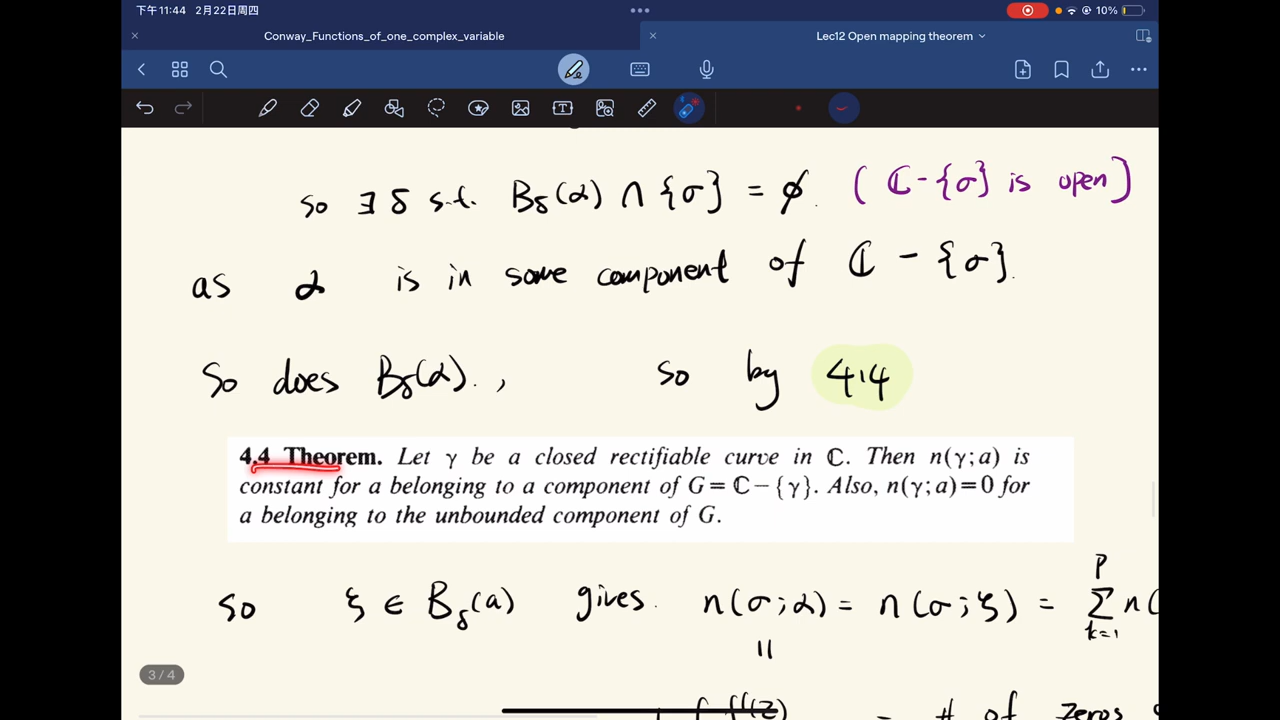 下午11:44 2月22日周四
10%
Conway_Functions_of_one_complex_variable
Lec12 Open mapping theorem
so ∃ δ s.t. B_δ(α) ∩ {σ} = ∅. (ℂ-{σ} is open)
as α is in some component of ℂ - {σ}.
So does B_δ(α)., so by 4.4
4.4 Theorem. Let γ be a closed rectifiable curve in ℂ. Then n(γ; a) is
constant for a belonging to a component of G = ℂ − {γ}. Also, n(γ; a) = 0 for
a belonging to the unbounded component of G.
so ξ ∈ B_δ(a) gives. n(σ;α) = n(σ;ξ) = ∑_{k=1}^{p} n(
||
3/4
f'(z) = # of zeros